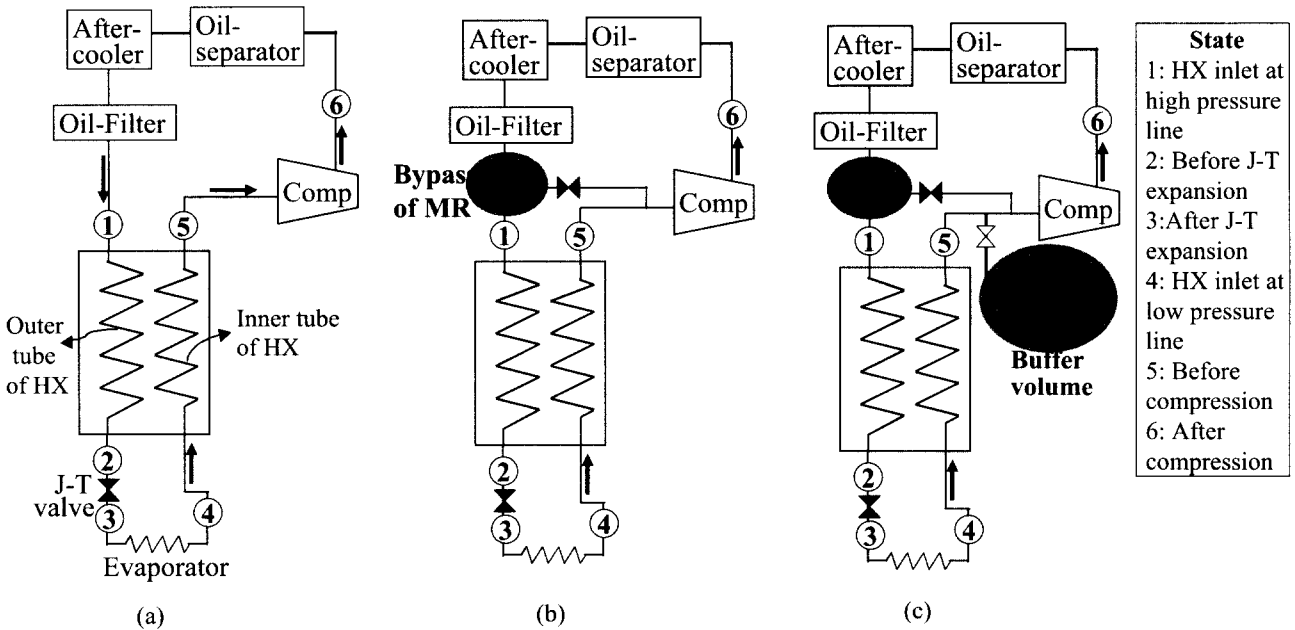 After-
cooler
Oil-
separator
6
Oil-Filter
Comp
1
5
Outer
tube
of HX
Inner tube
of HX
2
J-T
valve
3
4
Evaporator
(a)
After-
cooler
Oil-
separator
6
Oil-Filter
Bypass
of MR
Comp
1
5
2
3
4
(b)
After-
cooler
Oil-
separator
6
Oil-Filter
Comp
1
5
Buffer
volume
2
3
4
(c)
State
1: HX inlet at
high pressure
line
2: Before J-T
expansion
3:After J-T
expansion
4: HX inlet at
low pressure
line
5: Before
compression
6: After
compression